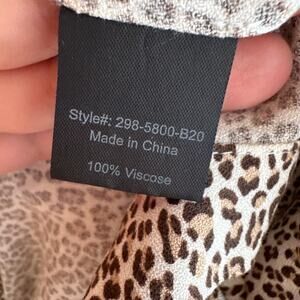 Style#: 298-5800-B20
Made in China
100% Viscose